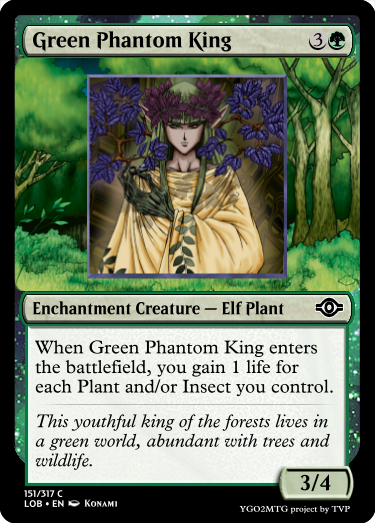 Green Phantom King 3
Enchantment Creature — Elf Plant
When Green Phantom King enters
the battlefield, you gain 1 life for
each Plant and/or Insect you control.
This youthful king of the forests lives in
a green world, abundant with trees and
wildlife.
3/4
151/317 C
LOB • EN Konami
YGO2MTG project by TVP